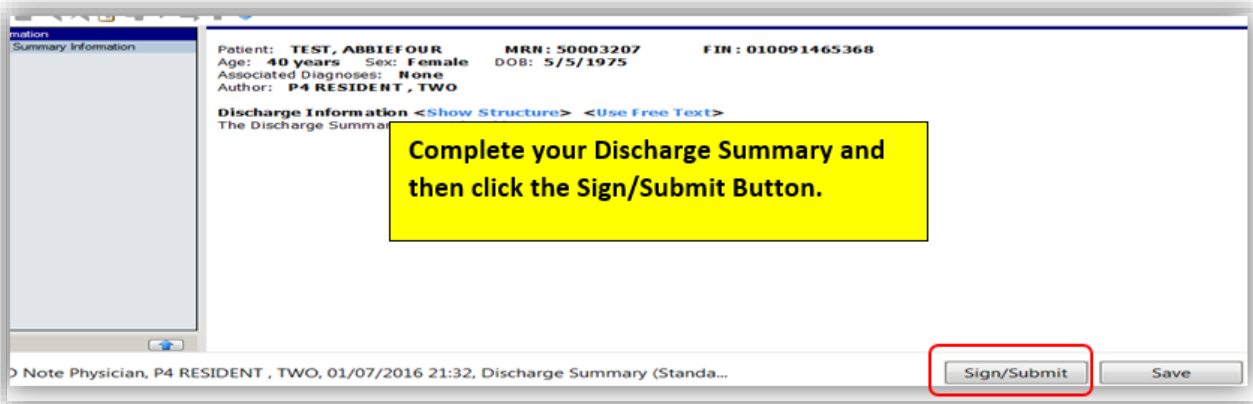 mation
Summary Information
Patient: TEST, ABBIEFOUR MRN: 50003207 FIN: 010091465368
Age: 40 years Sex: Female DOB: 5/5/1975
Associated Diagnoses: None
Author: P4 RESIDENT , TWO
Discharge Information <Show Structure> <Use Free Text>
The Discharge Summar
Complete your Discharge Summary and
then click the Sign/Submit Button.
Note Physician, P4 RESIDENT , TWO, 01/07/2016 21:32, Discharge Summary (Standa...
Sign/Submit Save